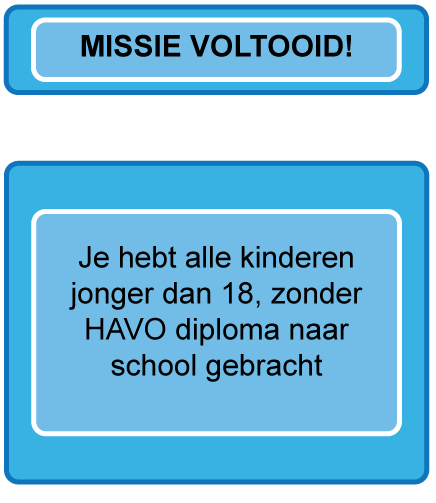 MISSIE VOLTOOID!
Je hebt alle kinderen
jonger dan 18, zonder
HAVO diploma naar
school gebracht